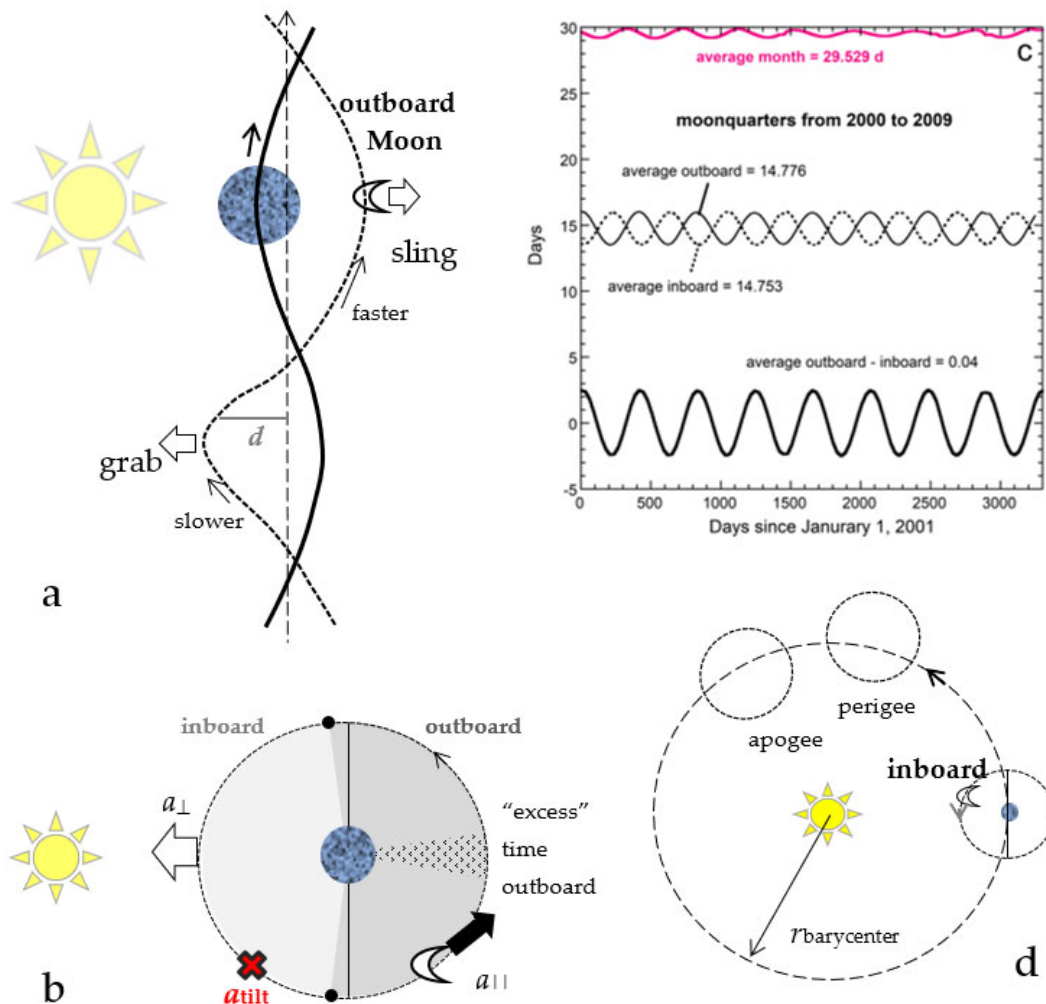 outboard
Moon
sling
faster
d
grab
slower
a
30
25
20
15
10
5
0
-5
Days
c
average month = 29.529 d
moonquarters from 2000 to 2009
average outboard = 14.776
average inboard = 14.753
average outboard - inboard = 0.04
0
500
1000
1500
2000
2500
3000
Days since Janurary 1, 2001
inboard
outboard
a⊥
"excess"
time
outboard
a||
atilt
b
perigee
apogee
inboard
rbarycenter
d